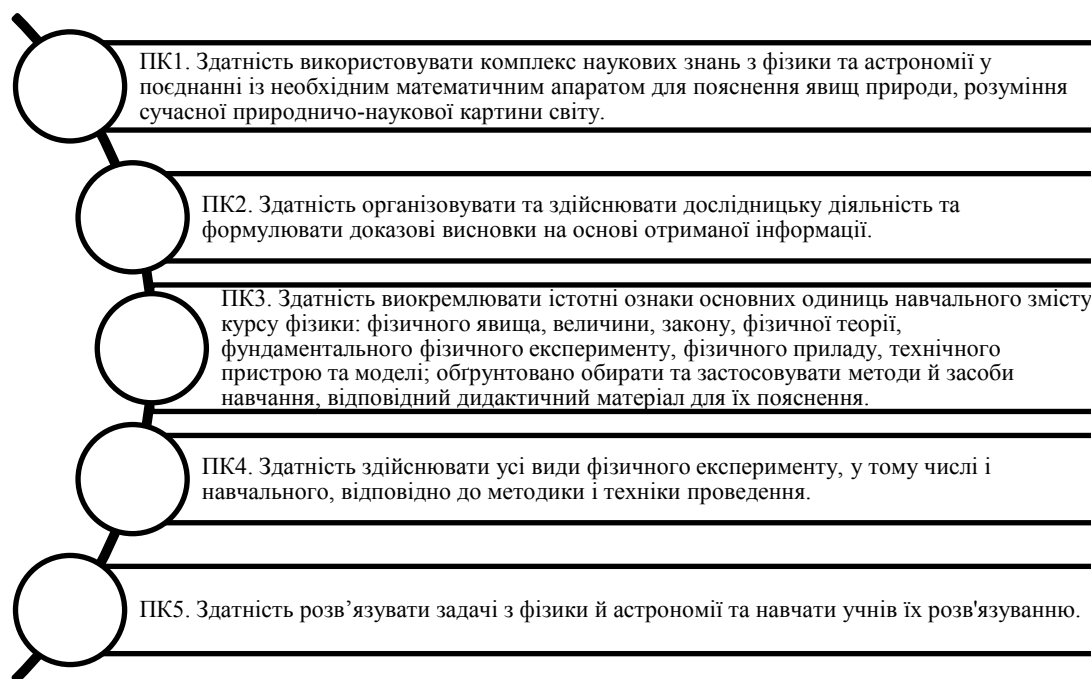 ПК1. Здатність використовувати комплекс наукових знань з фізики та астрономії у
поєднанні із необхідним математичним апаратом для пояснення явищ природи, розуміння
сучасної природничо-наукової картини світу.
ПК2. Здатність організовувати та здійснювати дослідницьку діяльність та
формулювати доказові висновки на основі отриманої інформації.
ПК3. Здатність виокремлювати істотні ознаки основних одиниць навчального змісту
курсу фізики: фізичного явища, величини, закону, фізичної теорії,
фундаментального фізичного експерименту, фізичного приладу, технічного
пристрою та моделі; обґрунтовано обирати та застосовувати методи й засоби
навчання, відповідний дидактичний матеріал для їх пояснення.
ПК4. Здатність здійснювати усі види фізичного експерименту, у тому числі і
навчального, відповідно до методики і техніки проведення.
ПК5. Здатність розв’язувати задачі з фізики й астрономії та навчати учнів їх розв'язуванню.